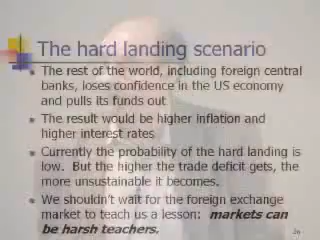 The hard landing scenario
The rest of the world, including foreign central
banks, loses confidence in the US economy
and pulls its funds out
The result would be higher inflation and
higher interest rates
Currently the probability of the hard landing is
low. But the higher the trade deficit gets, the
more unsustainable it becomes.
We shouldn't wait for the foreign exchange
market to teach us a lesson: markets can
be harsh teachers.